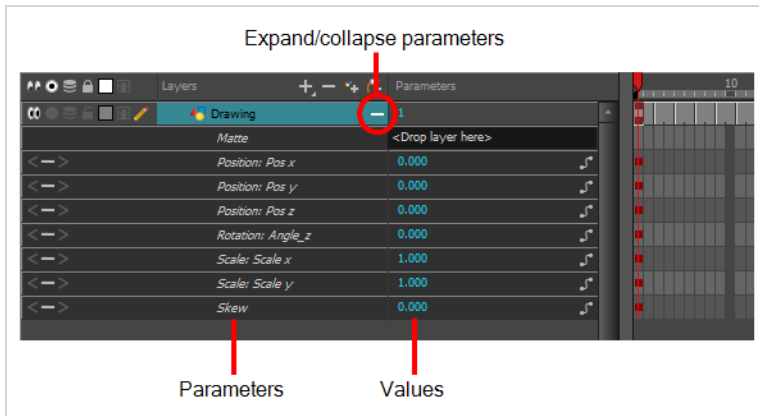 Expand/collapse parameters
Layers Parameters 10
Drawing 1
Matte <Drop layer here>
Position: Pos x 0.000
Position: Pos y 0.000
Position: Pos z 0.000
Rotation: Angle_z 0.000
Scale: Scale x 1.000
Scale: Scale y 1.000
Skew 0.000
Parameters Values